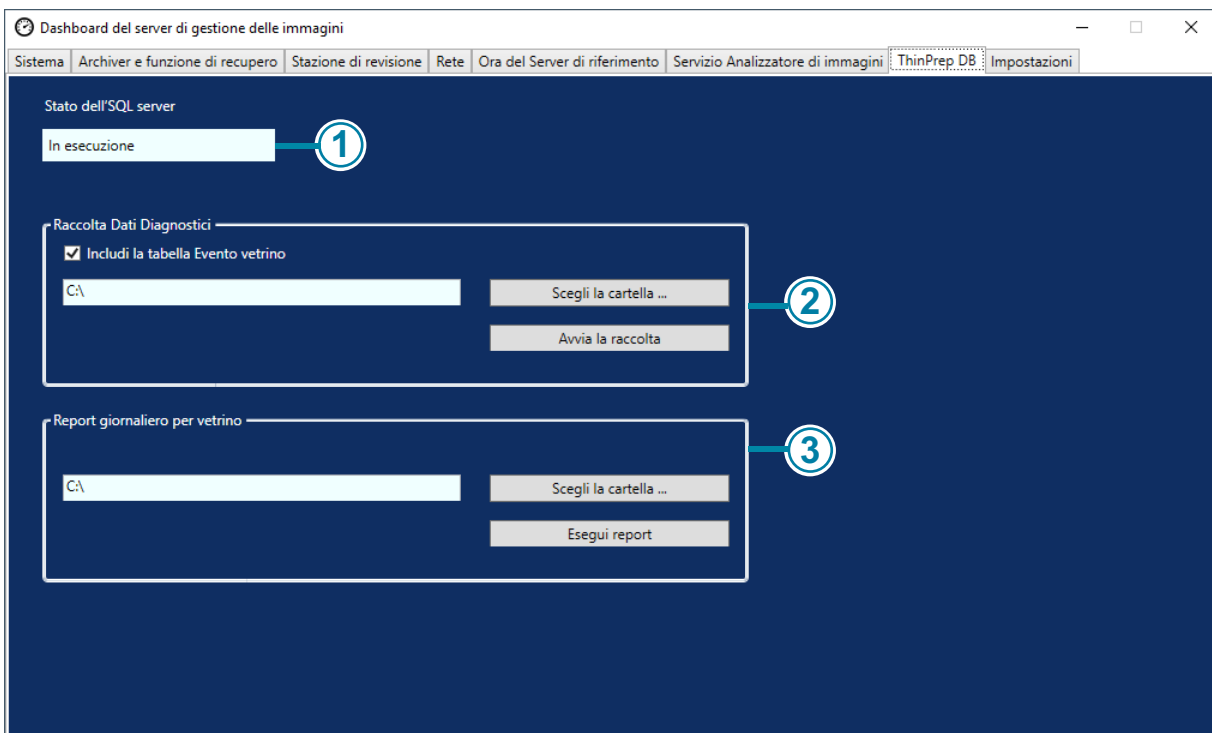 Dashboard del server di gestione delle immagini
Sistema Archiver e funzione di recupero Stazione di revisione Rete Ora del Server di riferimento Servizio Analizzatore di immagini ThinPrep DB Impostazioni
Stato dell'SQL server
In esecuzione
1
Raccolta Dati Diagnostici
Includi la tabella Evento vetrino
C:\ Scegli la cartella ...
2
Avvia la raccolta
Report giornaliero per vetrino
3
C:\ Scegli la cartella ...
Esegui report